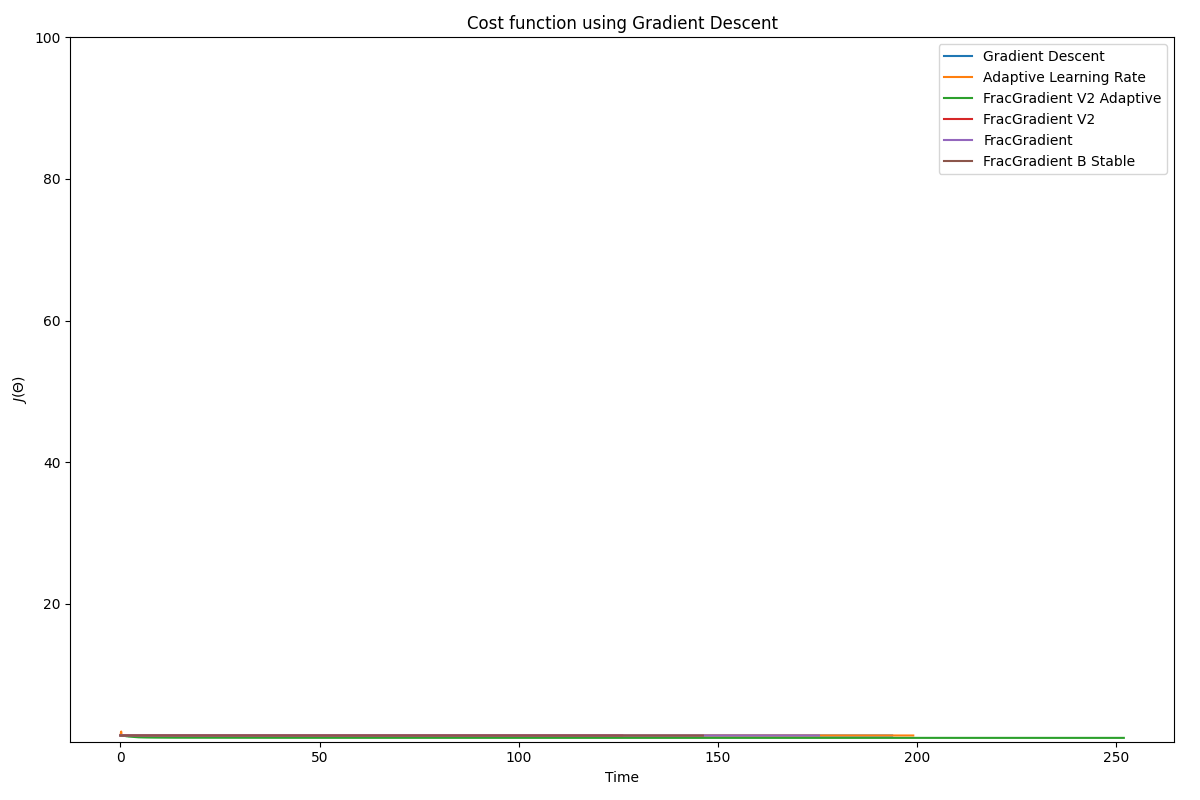 Cost function using Gradient Descent
100
80
60
40
20
J(Θ)
Gradient Descent
Adaptive Learning Rate
FracGradient V2 Adaptive
FracGradient V2
FracGradient
FracGradient B Stable
0
50
100
150
200
250
Time